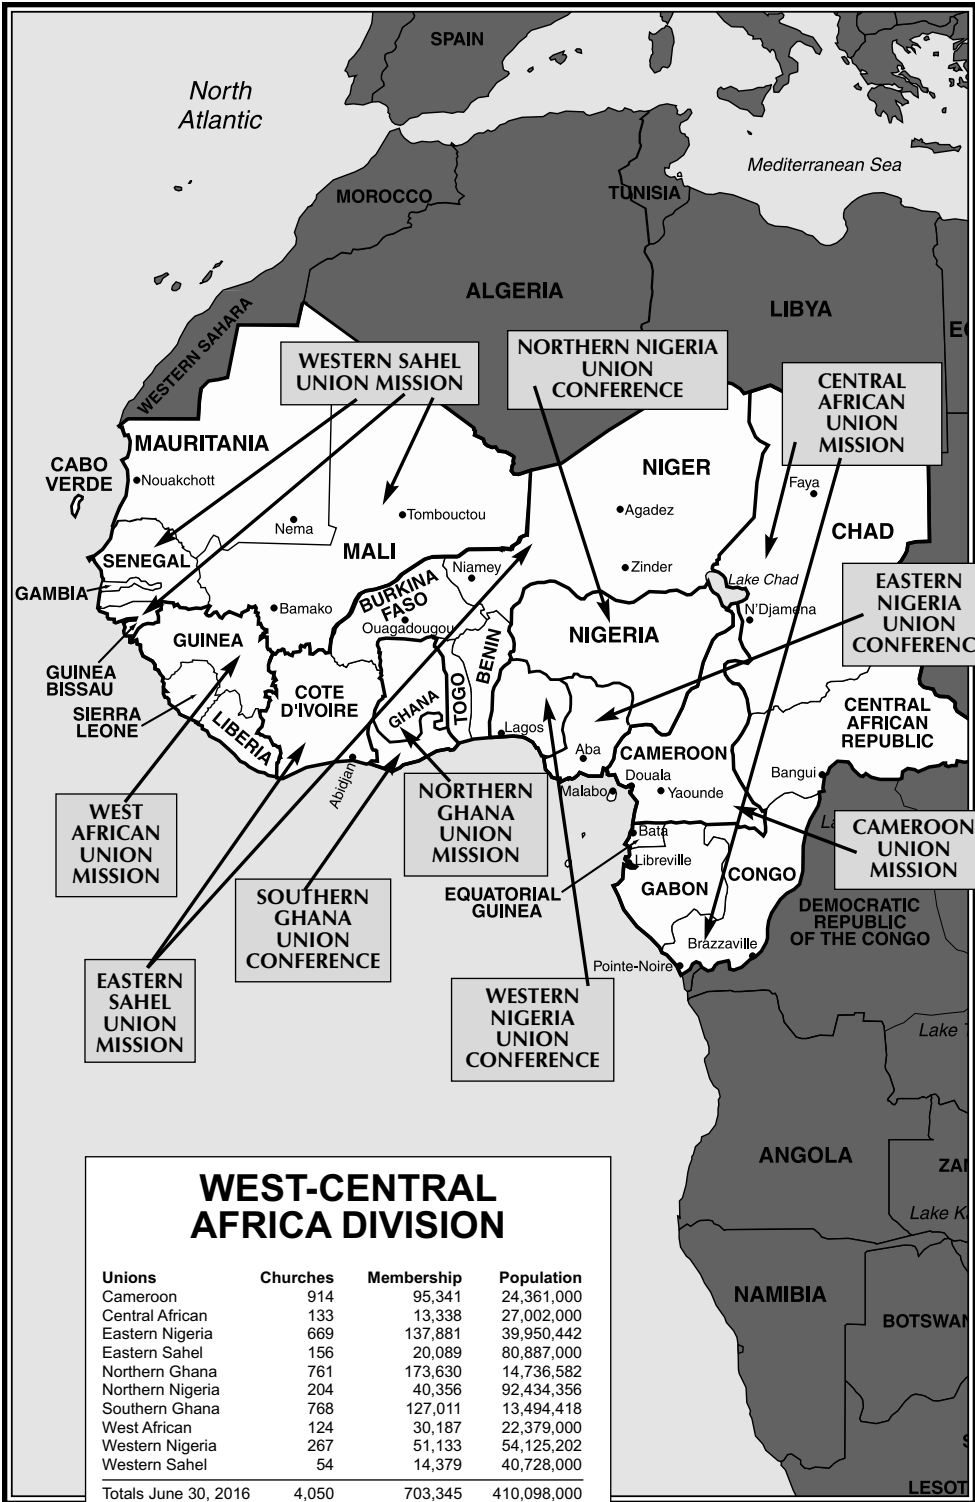 SPAIN
North
Atlantic
Mediterranean Sea
MOROCCO
TUNISIA
ALGERIA
LIBYA
WESTERN SAHARA
WESTERN SAHEL
UNION MISSION
NORTHERN NIGERIA
UNION
CONFERENCE
CENTRAL
AFRICAN
UNION
MISSION
MAURITANIA
CABO
VERDE
Nouakchott
Nema
Tombouctou
MALI
NIGER
Agadez
Zinder
Niamey
Faya
CHAD
Lake Chad
N'Djamena
SENEGAL
GAMBIA
Bamako
BURKINA
FASO
Ouagadougou
EASTERN
NIGERIA
UNION
CONFERENC
GUINEA
GUINEA
BISSAU
SIERRA
LEONE
LIBERIA
COTE
D'IVOIRE
GHANA
TOGO
BENIN
NIGERIA
Lagos
Aba
Abidjan
CAMEROON
Douala
Malabo
Yaounde
CENTRAL
AFRICAN
REPUBLIC
Bangui
WEST
AFRICAN
UNION
MISSION
NORTHERN
GHANA
UNION
MISSION
CAMEROON
UNION
MISSION
Bata
Libreville
GABON
CONGO
EQUATORIAL
GUINEA
SOUTHERN
GHANA
UNION
CONFERENCE
DEMOCRATIC
REPUBLIC
OF THE CONGO
Brazzaville
Pointe-Noire
EASTERN
SAHEL
UNION
MISSION
WESTERN
NIGERIA
UNION
CONFERENCE
Lake
ANGOLA
ZAM
Lake Ka
NAMIBIA
BOTSWAN
LESOT
WEST-CENTRAL
AFRICA DIVISION
Unions Churches Membership Population
Cameroon 914 95,341 24,361,000
Central African 133 13,338 27,002,000
Eastern Nigeria 669 137,881 39,950,442
Eastern Sahel 156 20,089 80,887,000
Northern Ghana 761 173,630 14,736,582
Northern Nigeria 204 40,356 92,434,356
Southern Ghana 768 127,011 13,494,418
West African 124 30,187 22,379,000
Western Nigeria 267 51,133 54,125,202
Western Sahel 54 14,379 40,728,000
Totals June 30, 2016 4,050 703,345 410,098,000